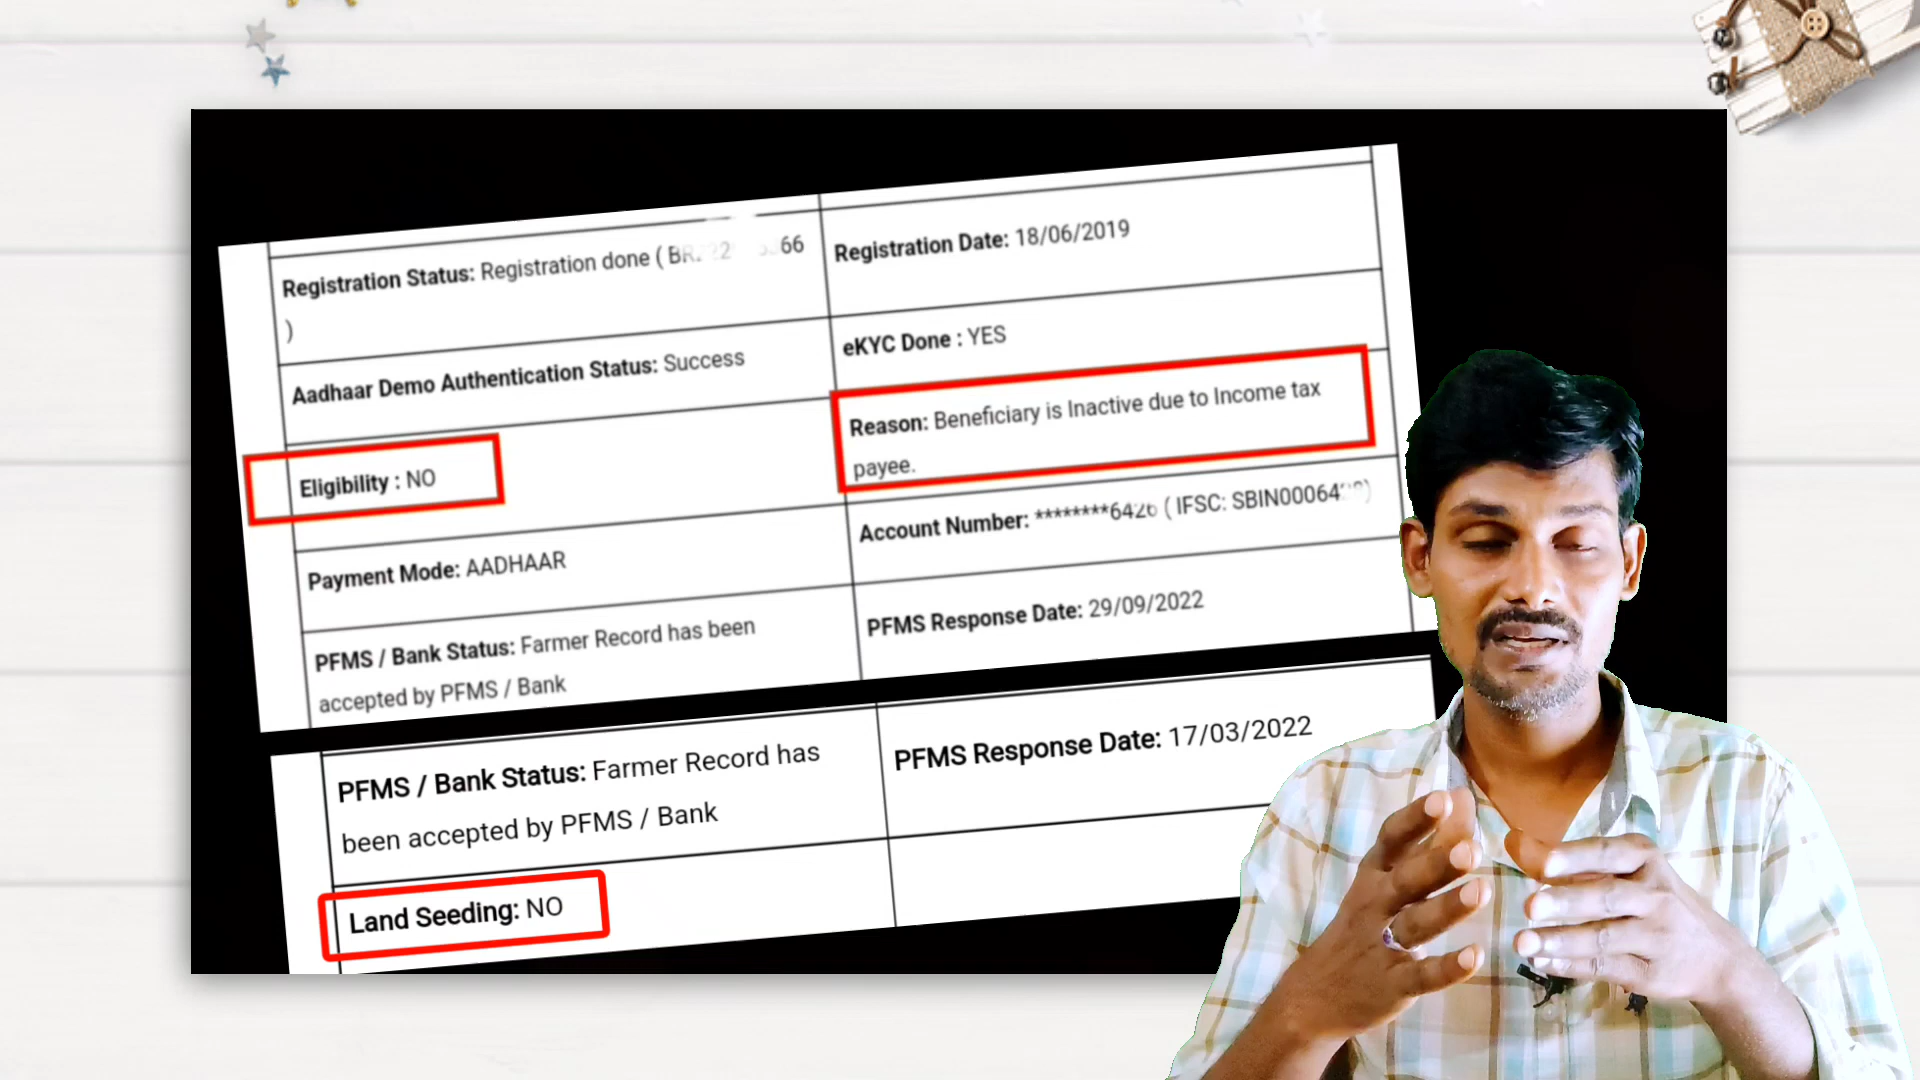 Registration Status: Registration done ( 66
)
Registration Date: 18/06/2019
Aadhaar Demo Authentication Status: Success
eKYC Done : YES
Eligibility : NO
Reason: Beneficiary is Inactive due to Income tax
payee.
Payment Mode: AADHAAR
Account Number: ********6426 ( IFSC:
PFMS / Bank Status: Farmer Record has been
accepted by PFMS / Bank
PFMS Response Date: 29/09/2022
PFMS / Bank Status: Farmer Record has
been accepted by PFMS / Bank
PFMS Response Date: 17/03/2022
Land Seeding: NO